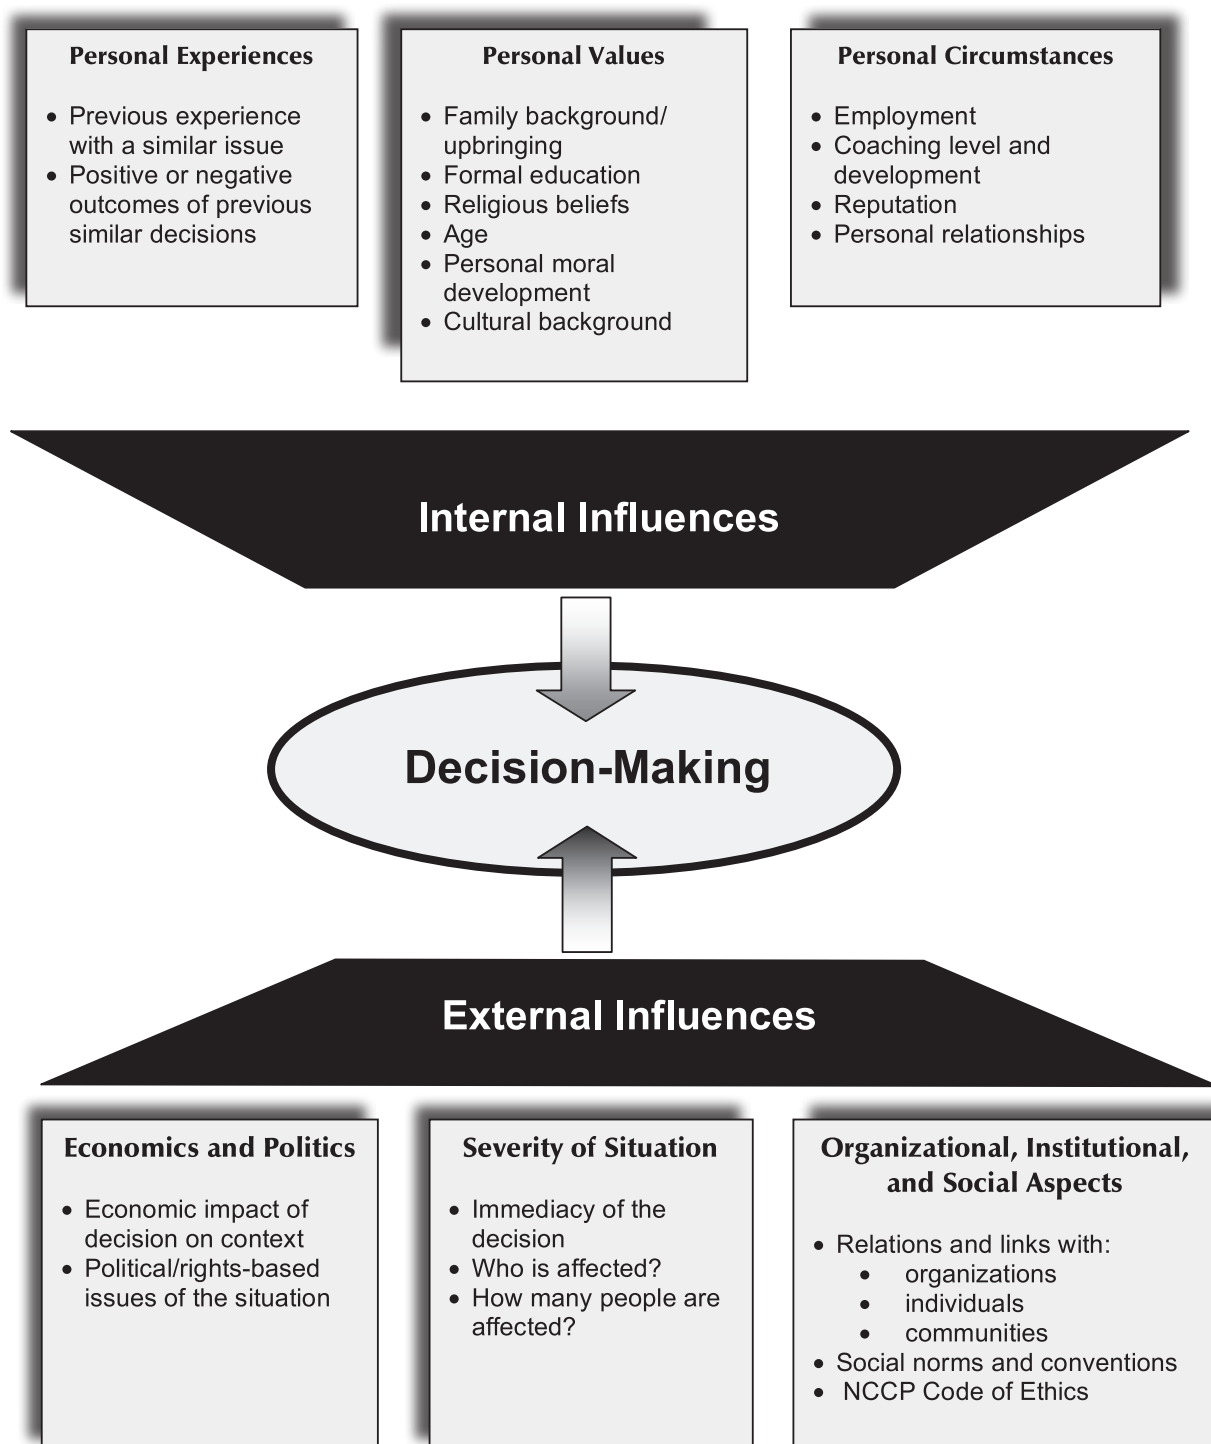 Personal Experiences
• Previous experience
with a similar issue
• Positive or negative
outcomes of previous
similar decisions
Personal Values
• Family background/
upbringing
• Formal education
• Religious beliefs
• Age
• Personal moral
development
• Cultural background
Personal Circumstances
• Employment
• Coaching level and
development
• Reputation
• Personal relationships
Internal Influences
Decision-Making
External Influences
Economics and Politics
• Economic impact of
decision on context
• Political/rights-based
issues of the situation
Severity of Situation
• Immediacy of the
decision
• Who is affected?
• How many people are
affected?
Organizational, Institutional,
and Social Aspects
• Relations and links with:
• organizations
• individuals
• communities
• Social norms and conventions
• NCCP Code of Ethics